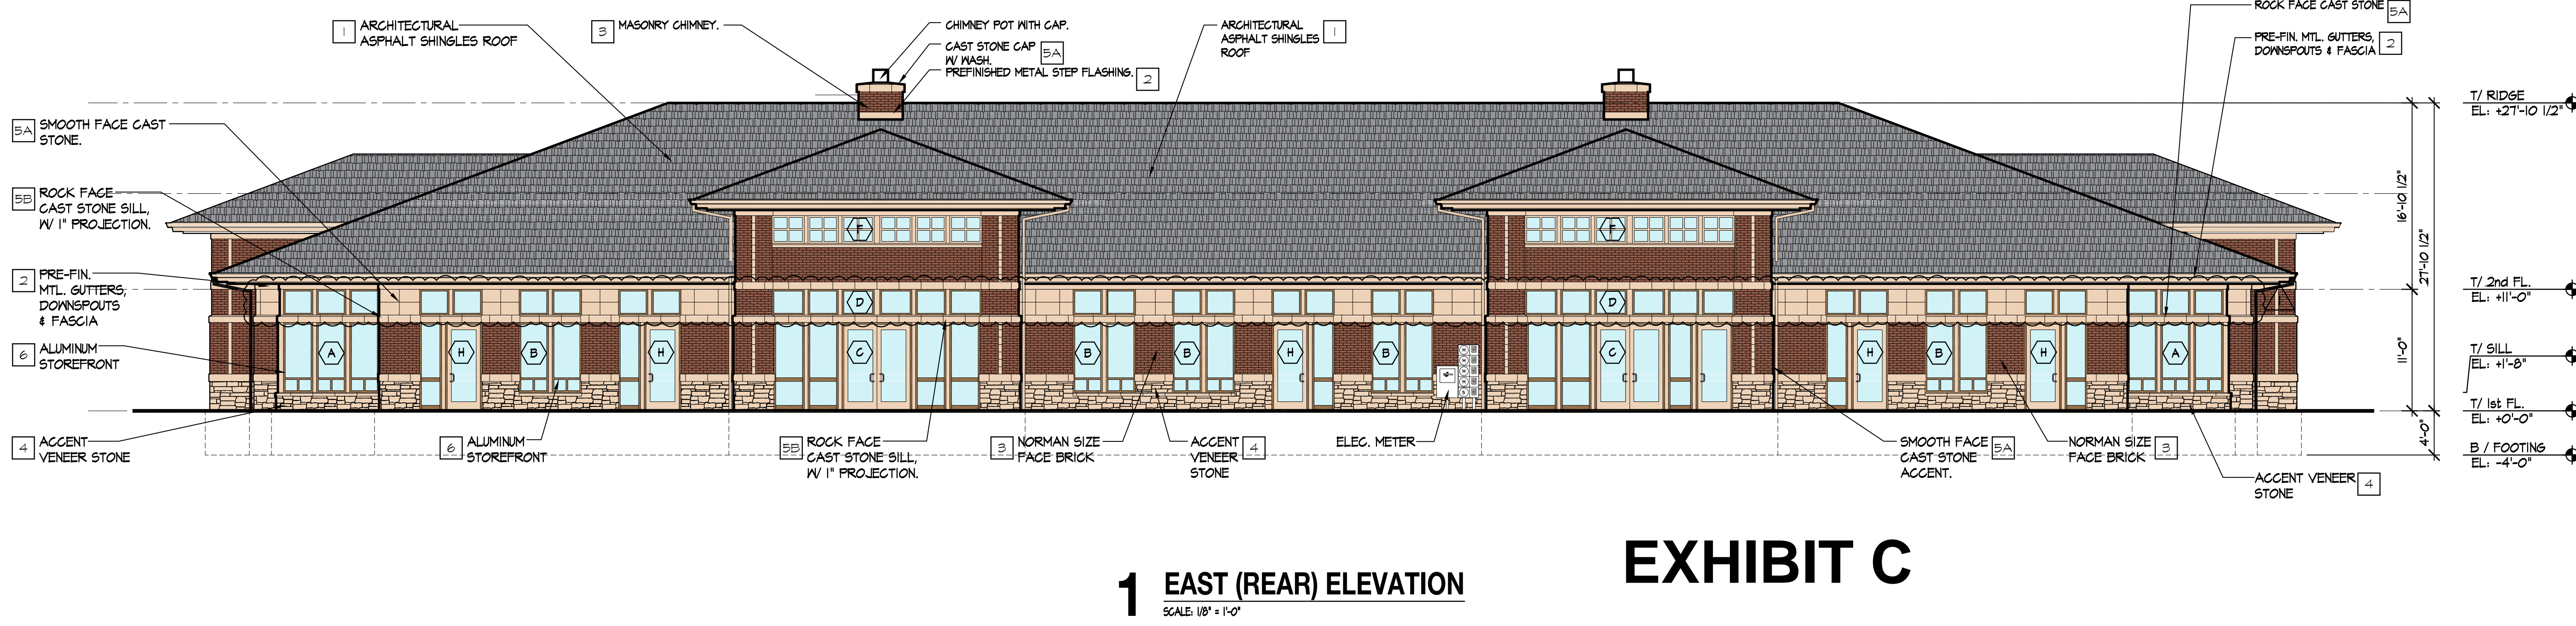 1 ARCHITECTURAL
ASPHALT SHINGLES ROOF
3 MASONRY CHIMNEY.
CHIMNEY POT WITH CAP.
CAST STONE CAP 5A
W/ WASH.
PREFINISHED METAL STEP FLASHING. 2
ARCHITECTURAL 1
ASPHALT SHINGLES
ROOF
ROCK FACE CAST STONE 5A
PRE-FIN. MTL. GUTTERS, 2
DOWNSPOUTS & FASCIA
5A SMOOTH FACE CAST
STONE.
5B ROCK FACE
CAST STONE SILL,
W/ 1" PROJECTION.
2 PRE-FIN.
MTL. GUTTERS,
DOWNSPOUTS
& FASCIA
6 ALUMINUM
STOREFRONT
4 ACCENT
VENEER STONE
F
F
D
D
A
H
B
H
C
B
B
H
B
C
H
B
H
A
T/ RIDGE
EL: +27'-10 1/2"
16'-10 1/2"
27'-10 1/2"
T/ 2nd FL.
EL: +11'-0"
11'-0"
T/ SILL
EL: +1'-8"
T/ 1st FL.
EL: +0'-0"
4'-0"
B / FOOTING
EL: -4'-0"
6 ALUMINUM
STOREFRONT
5B ROCK FACE
CAST STONE SILL,
W/ 1" PROJECTION.
3 NORMAN SIZE
FACE BRICK
ACCENT 4
VENEER
STONE
ELEC. METER
SMOOTH FACE 5A
CAST STONE
ACCENT.
NORMAN SIZE 3
FACE BRICK
ACCENT VENEER 4
STONE
EXHIBIT C
1 EAST (REAR) ELEVATION
SCALE: 1/8" = 1'-0"